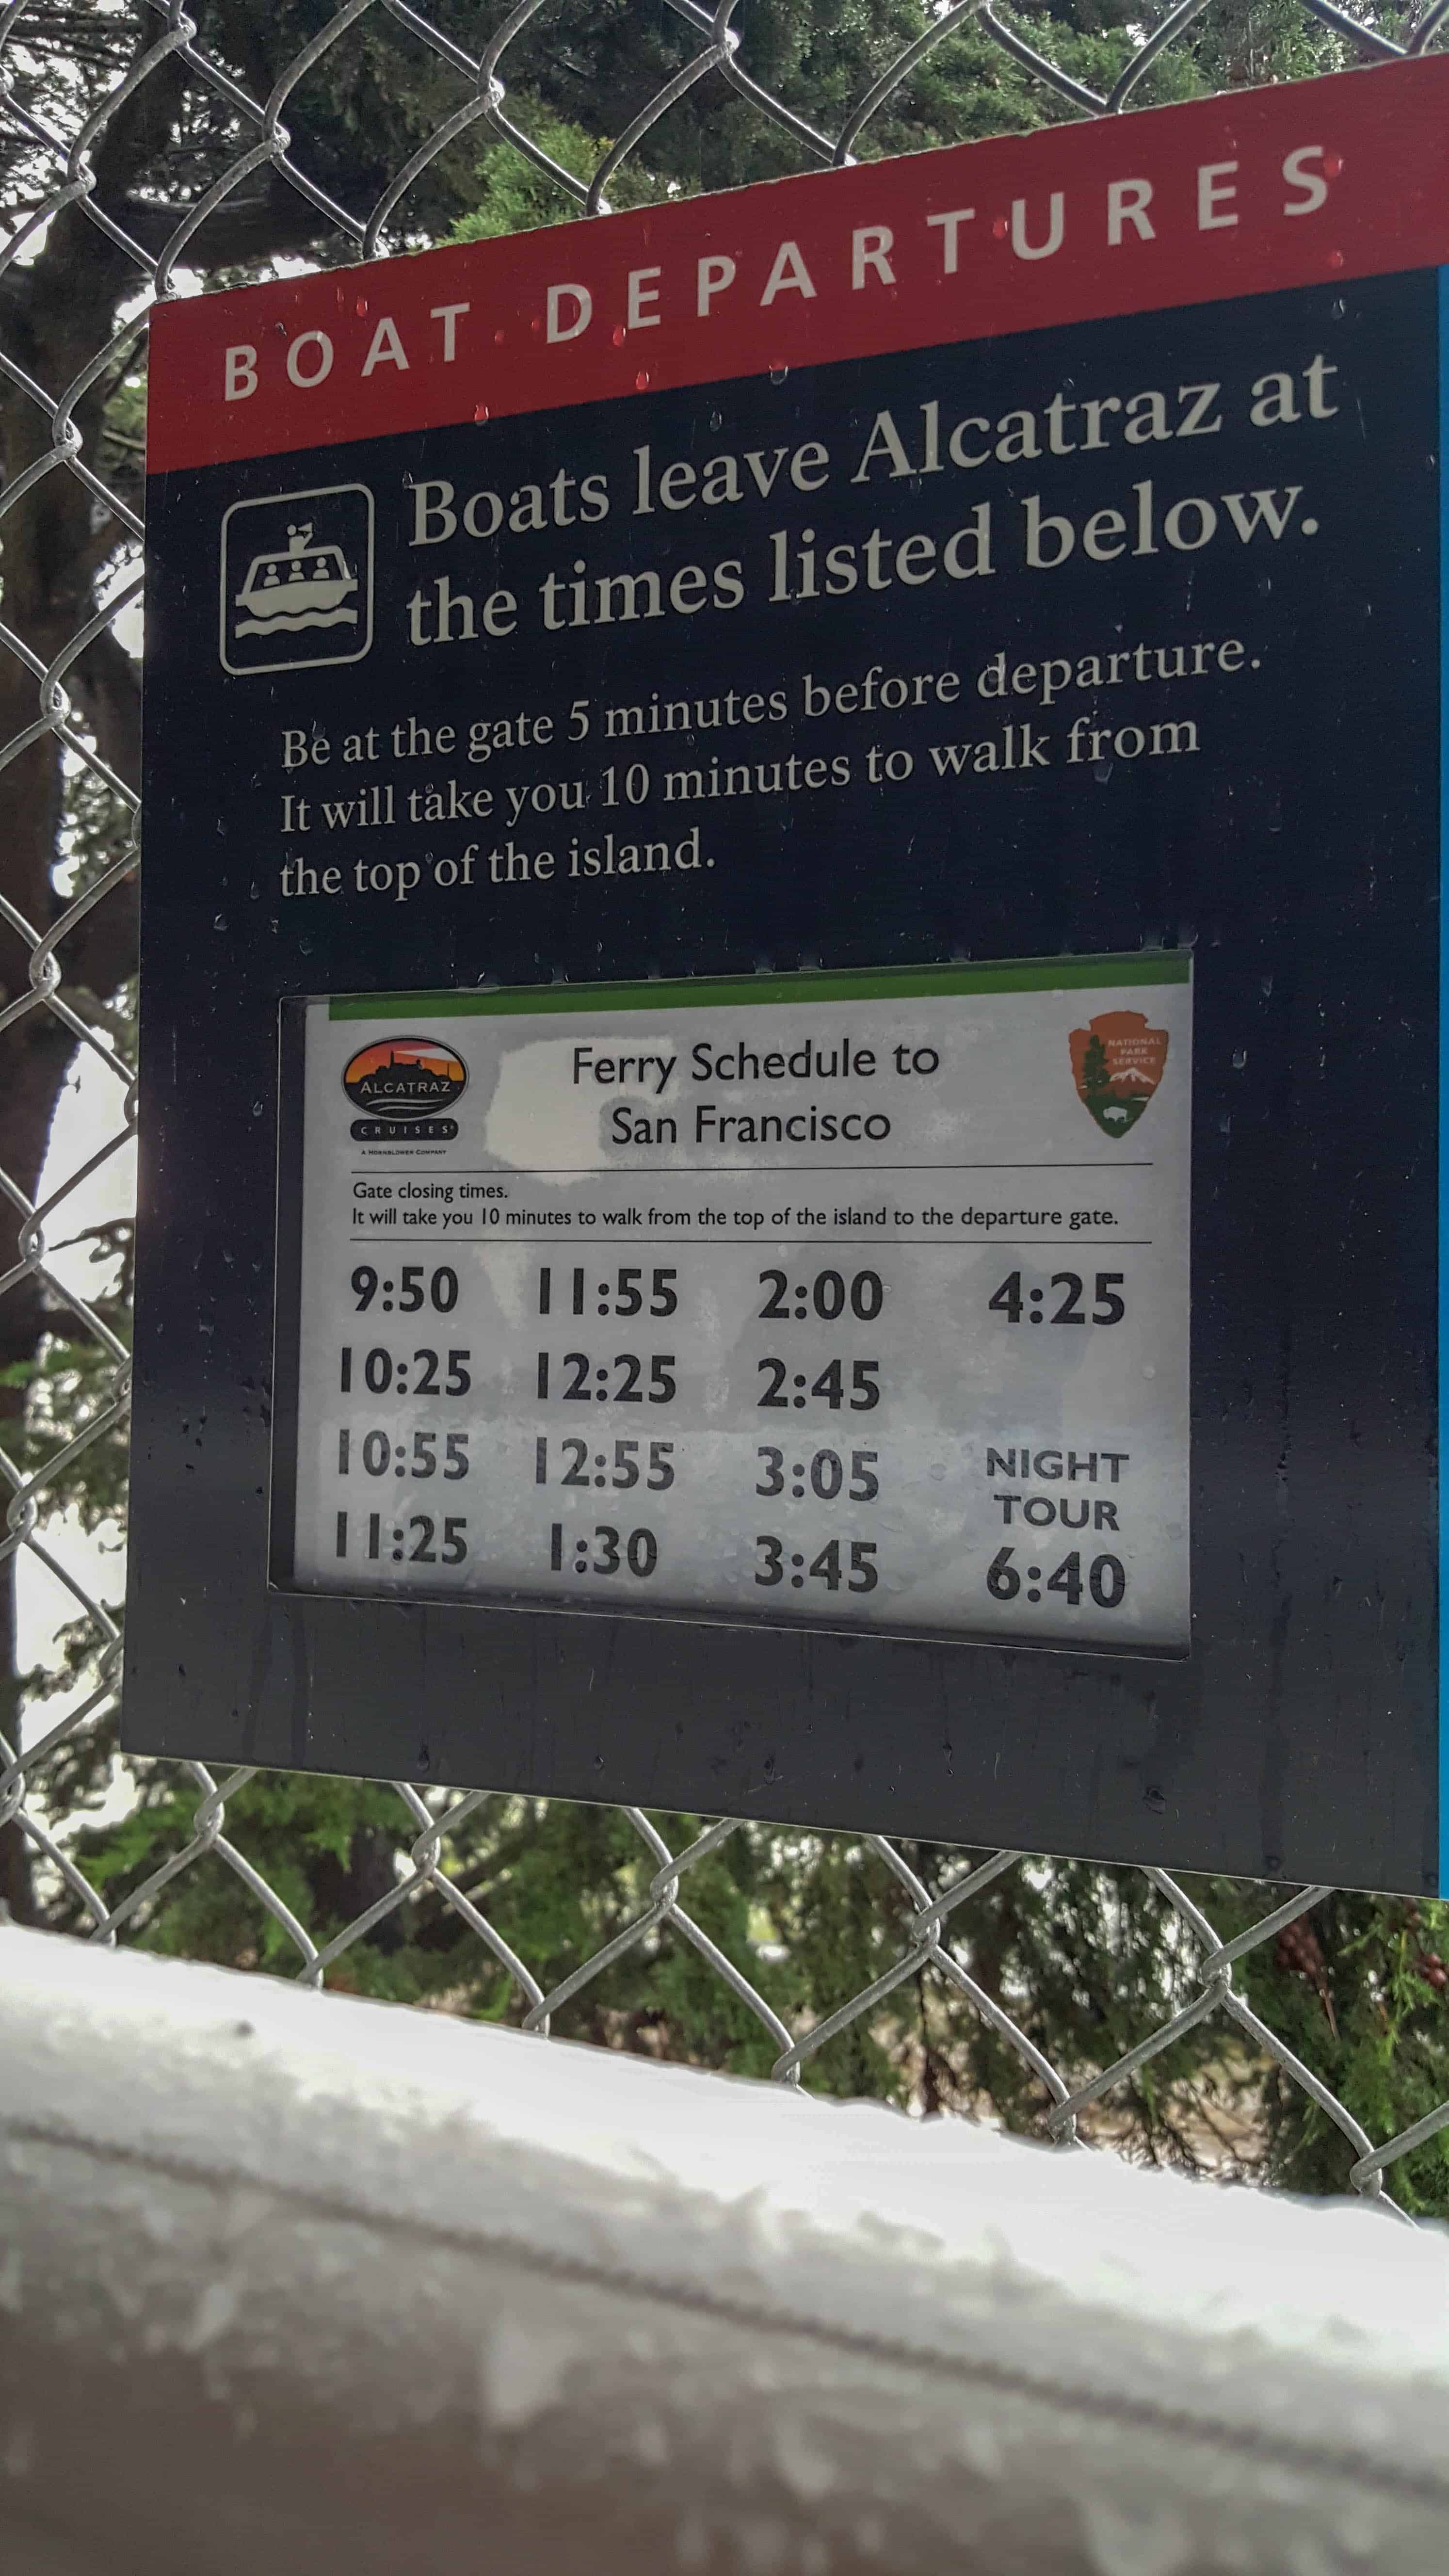 BOAT DEPARTURES
Boats leave Alcatraz at
the times listed below.
Be at the gate 5 minutes before departure.
It will take you 10 minutes to walk from
the top of the island.
ALCATRAZ
CRUISES
A HORNBLOWER COMPANY
Ferry Schedule to
San Francisco
NATIONAL
PARK
SERVICE
Gate closing times.
It will take you 10 minutes to walk from the top of the island to the departure gate.
9:50 11:55 2:00 4:25
10:25 12:25 2:45
10:55 12:55 3:05 NIGHT
TOUR
11:25 1:30 3:45 6:40